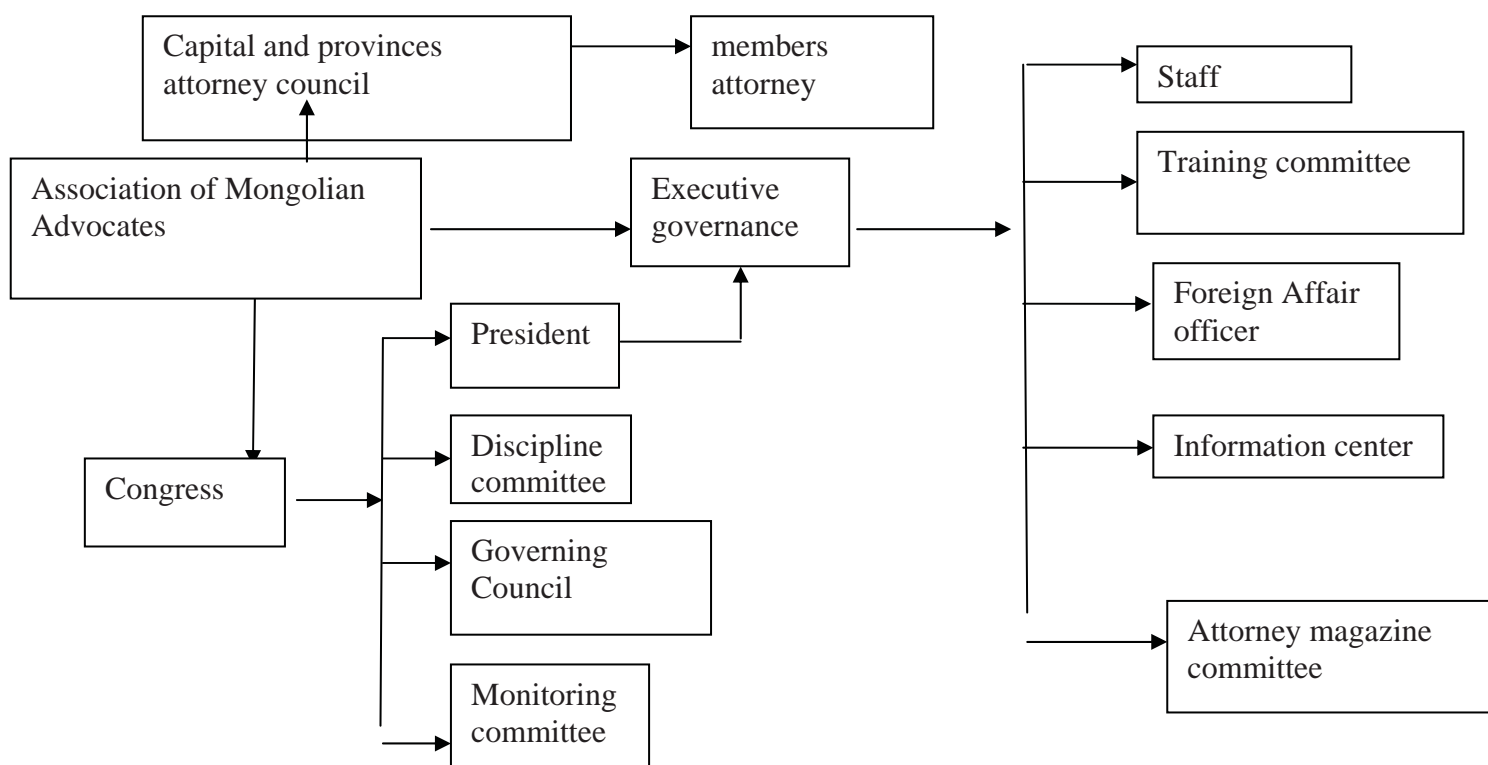 Capital and provinces
attorney council
members
attorney
Staff
Training committee
Association of Mongolian
Advocates
Executive
governance
Foreign Affair
officer
President
Discipline
committee
Information center
Congress
Governing
Council
Attorney magazine
committee
Monitoring
committee